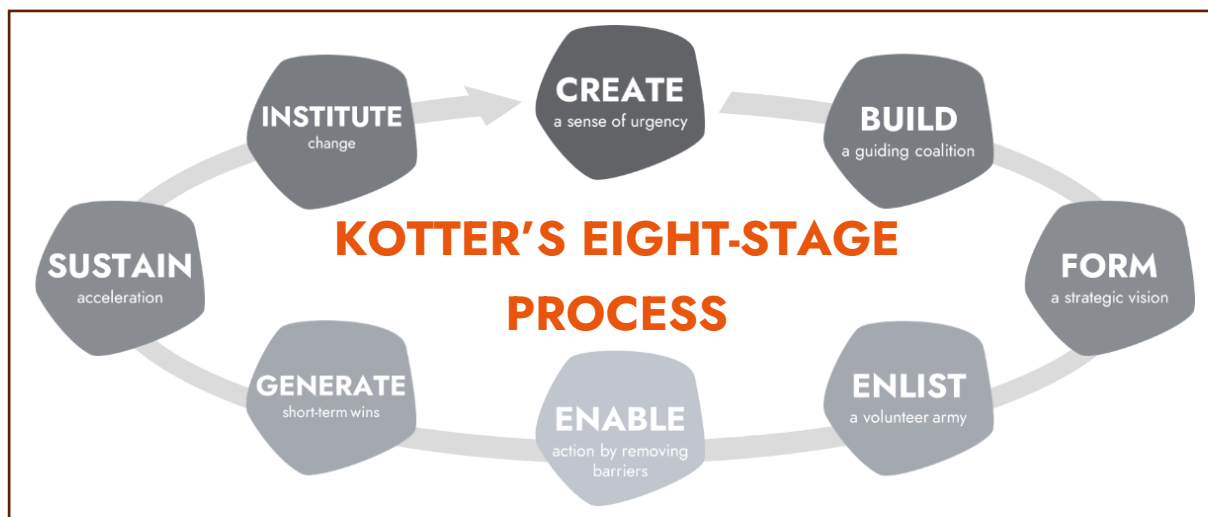 KOTTER’S EIGHT-STAGE
PROCESS
CREATE
a sense of urgency
BUILD
a guiding coalition
FORM
a strategic vision
ENLIST
a volunteer army
ENABLE
action by removing
barriers
GENERATE
short-term wins
SUSTAIN
acceleration
INSTITUTE
change